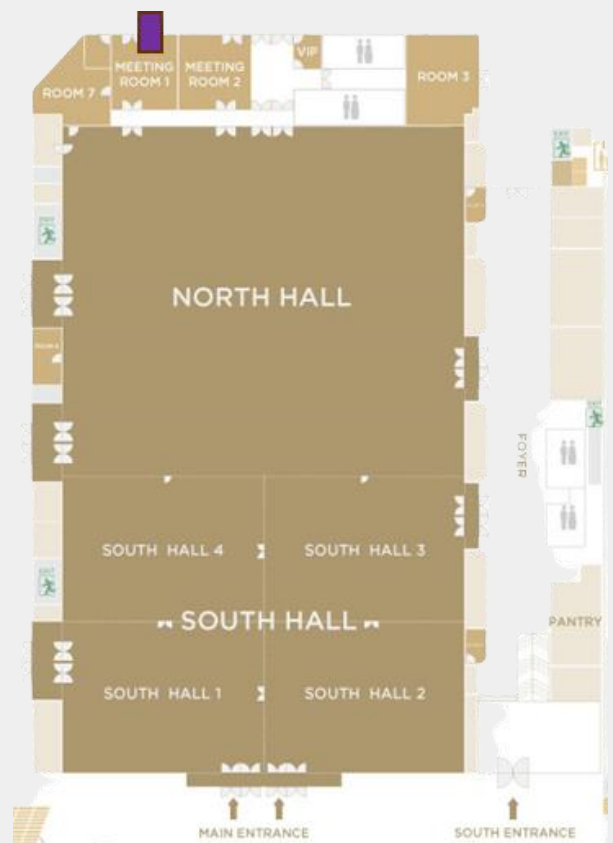 MEETING
ROOM 1
MEETING
ROOM 2
VIP
ROOM 3
ROOM 7
NORTH HALL
FOYER
SOUTH HALL 4
SOUTH HALL 3
SOUTH HALL
PANTRY
SOUTH HALL 1
SOUTH HALL 2
MAIN ENTRANCE
SOUTH ENTRANCE